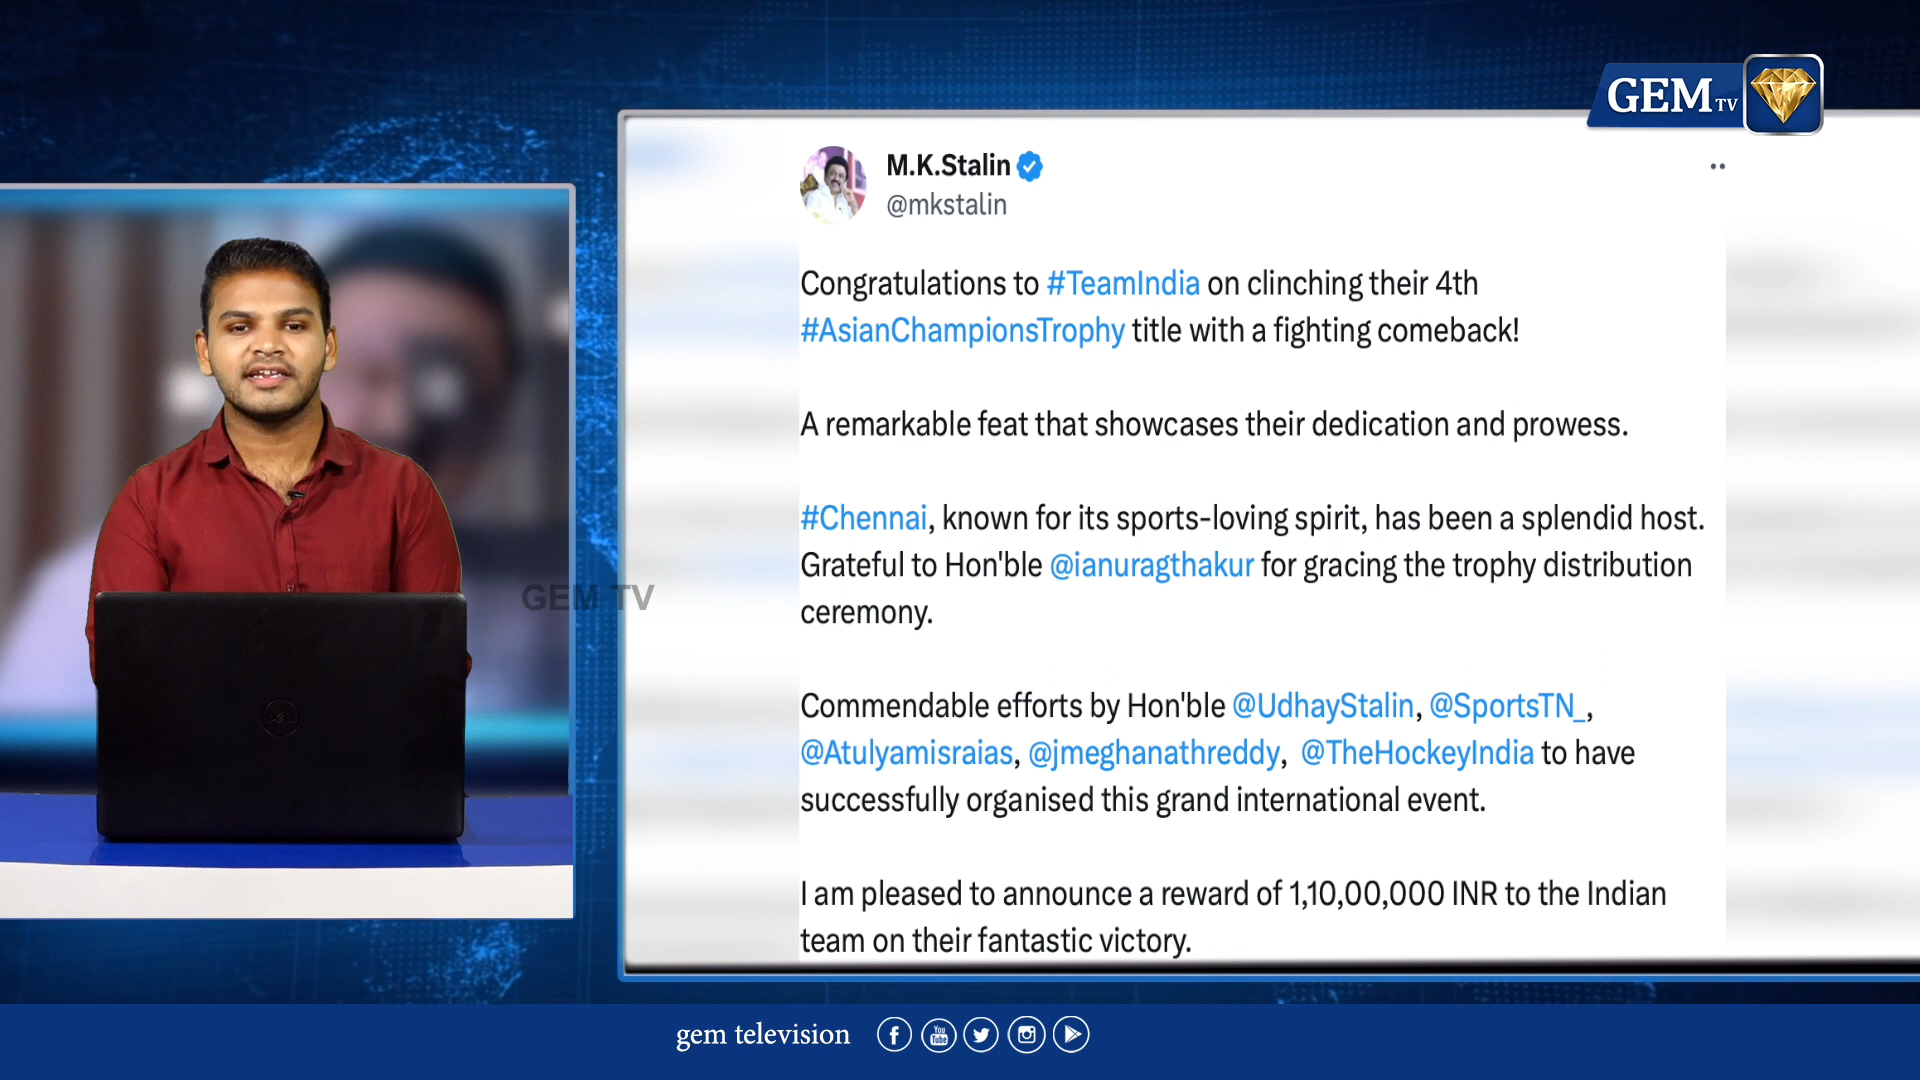 GEM TV
M.K.Stalin
@mkstalin
Congratulations to #TeamIndia on clinching their 4th
#AsianChampionsTrophy title with a fighting comeback!
A remarkable feat that showcases their dedication and prowess.
#Chennai, known for its sports-loving spirit, has been a splendid host.
Grateful to Hon'ble @ianuragthakur for gracing the trophy distribution
ceremony.
Commendable efforts by Hon'ble @UdhayStalin, @SportsTN_,
@Atulyamisraias, @jmeghanathreddy, @TheHockeyIndia to have
successfully organised this grand international event.
I am pleased to announce a reward of 1,10,00,000 INR to the Indian
team on their fantastic victory.
GEM TV
DELL
gem television
You
Tube